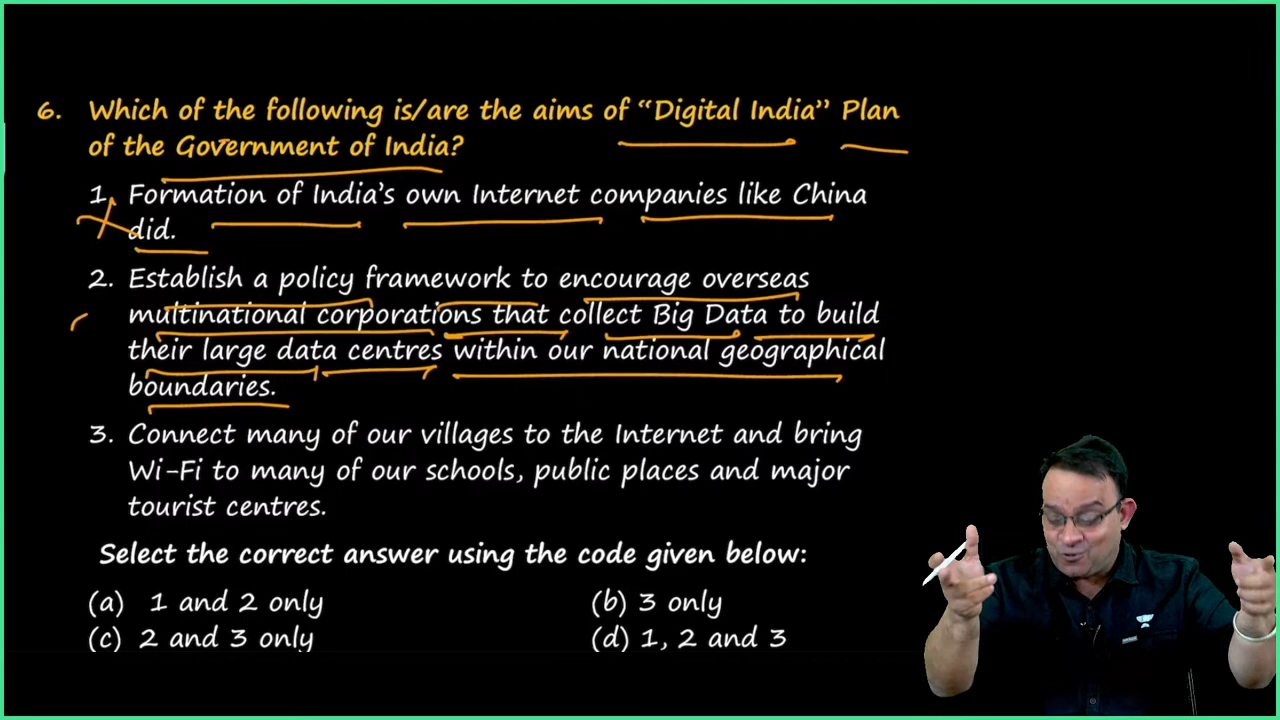 6. Which of the following is/are the aims of “Digital India” Plan
of the Government of India?
1. Formation of India’s own Internet companies like China
did.
2. Establish a policy framework to encourage overseas
multinational corporations that collect Big Data to build
their large data centres within our national geographical
boundaries.
3. Connect many of our villages to the Internet and bring
Wi-Fi to many of our schools, public places and major
tourist centres.
Select the correct answer using the code given below:
(a) 1 and 2 only (b) 3 only
(c) 2 and 3 only (d) 1, 2 and 3